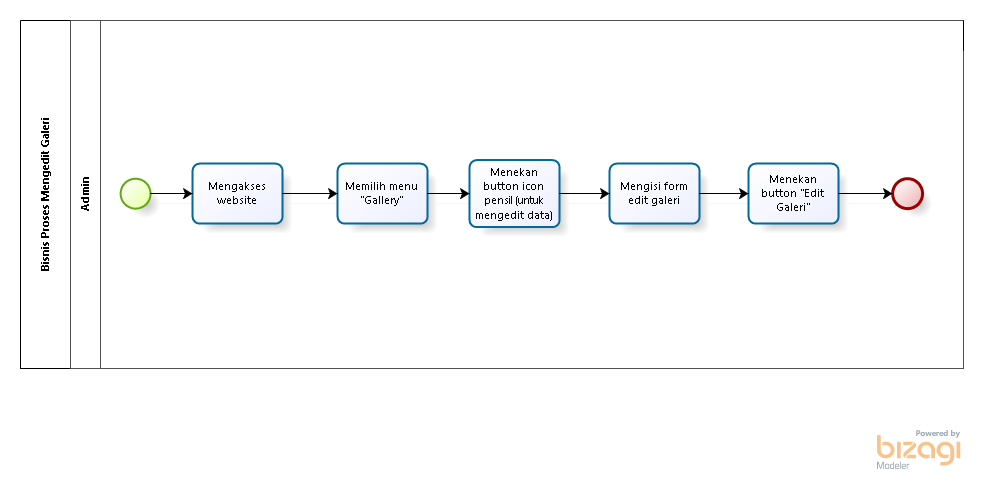 Bisnis Proses Mengedit Galeri
Admin
Mengakses
website
Memilih menu
"Gallery"
Menekan
button icon
pensil (untuk
mengedit data)
Mengisi form
edit galeri
Menekan
button "Edit
Galeri"
Powered by
bizagi
Modeler